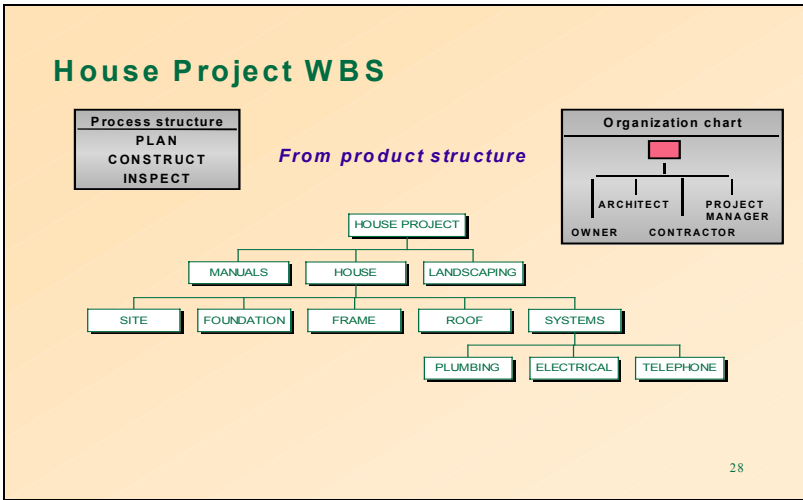 House Project WBS
Process structure
PLAN
CONSTRUCT
INSPECT
From product structure
Organization chart
ARCHITECT
PROJECT
MANAGER
OWNER
CONTRACTOR
HOUSE PROJECT
MANUALS
HOUSE
LANDSCAPING
SITE
FOUNDATION
FRAME
ROOF
SYSTEMS
PLUMBING
ELECTRICAL
TELEPHONE
28